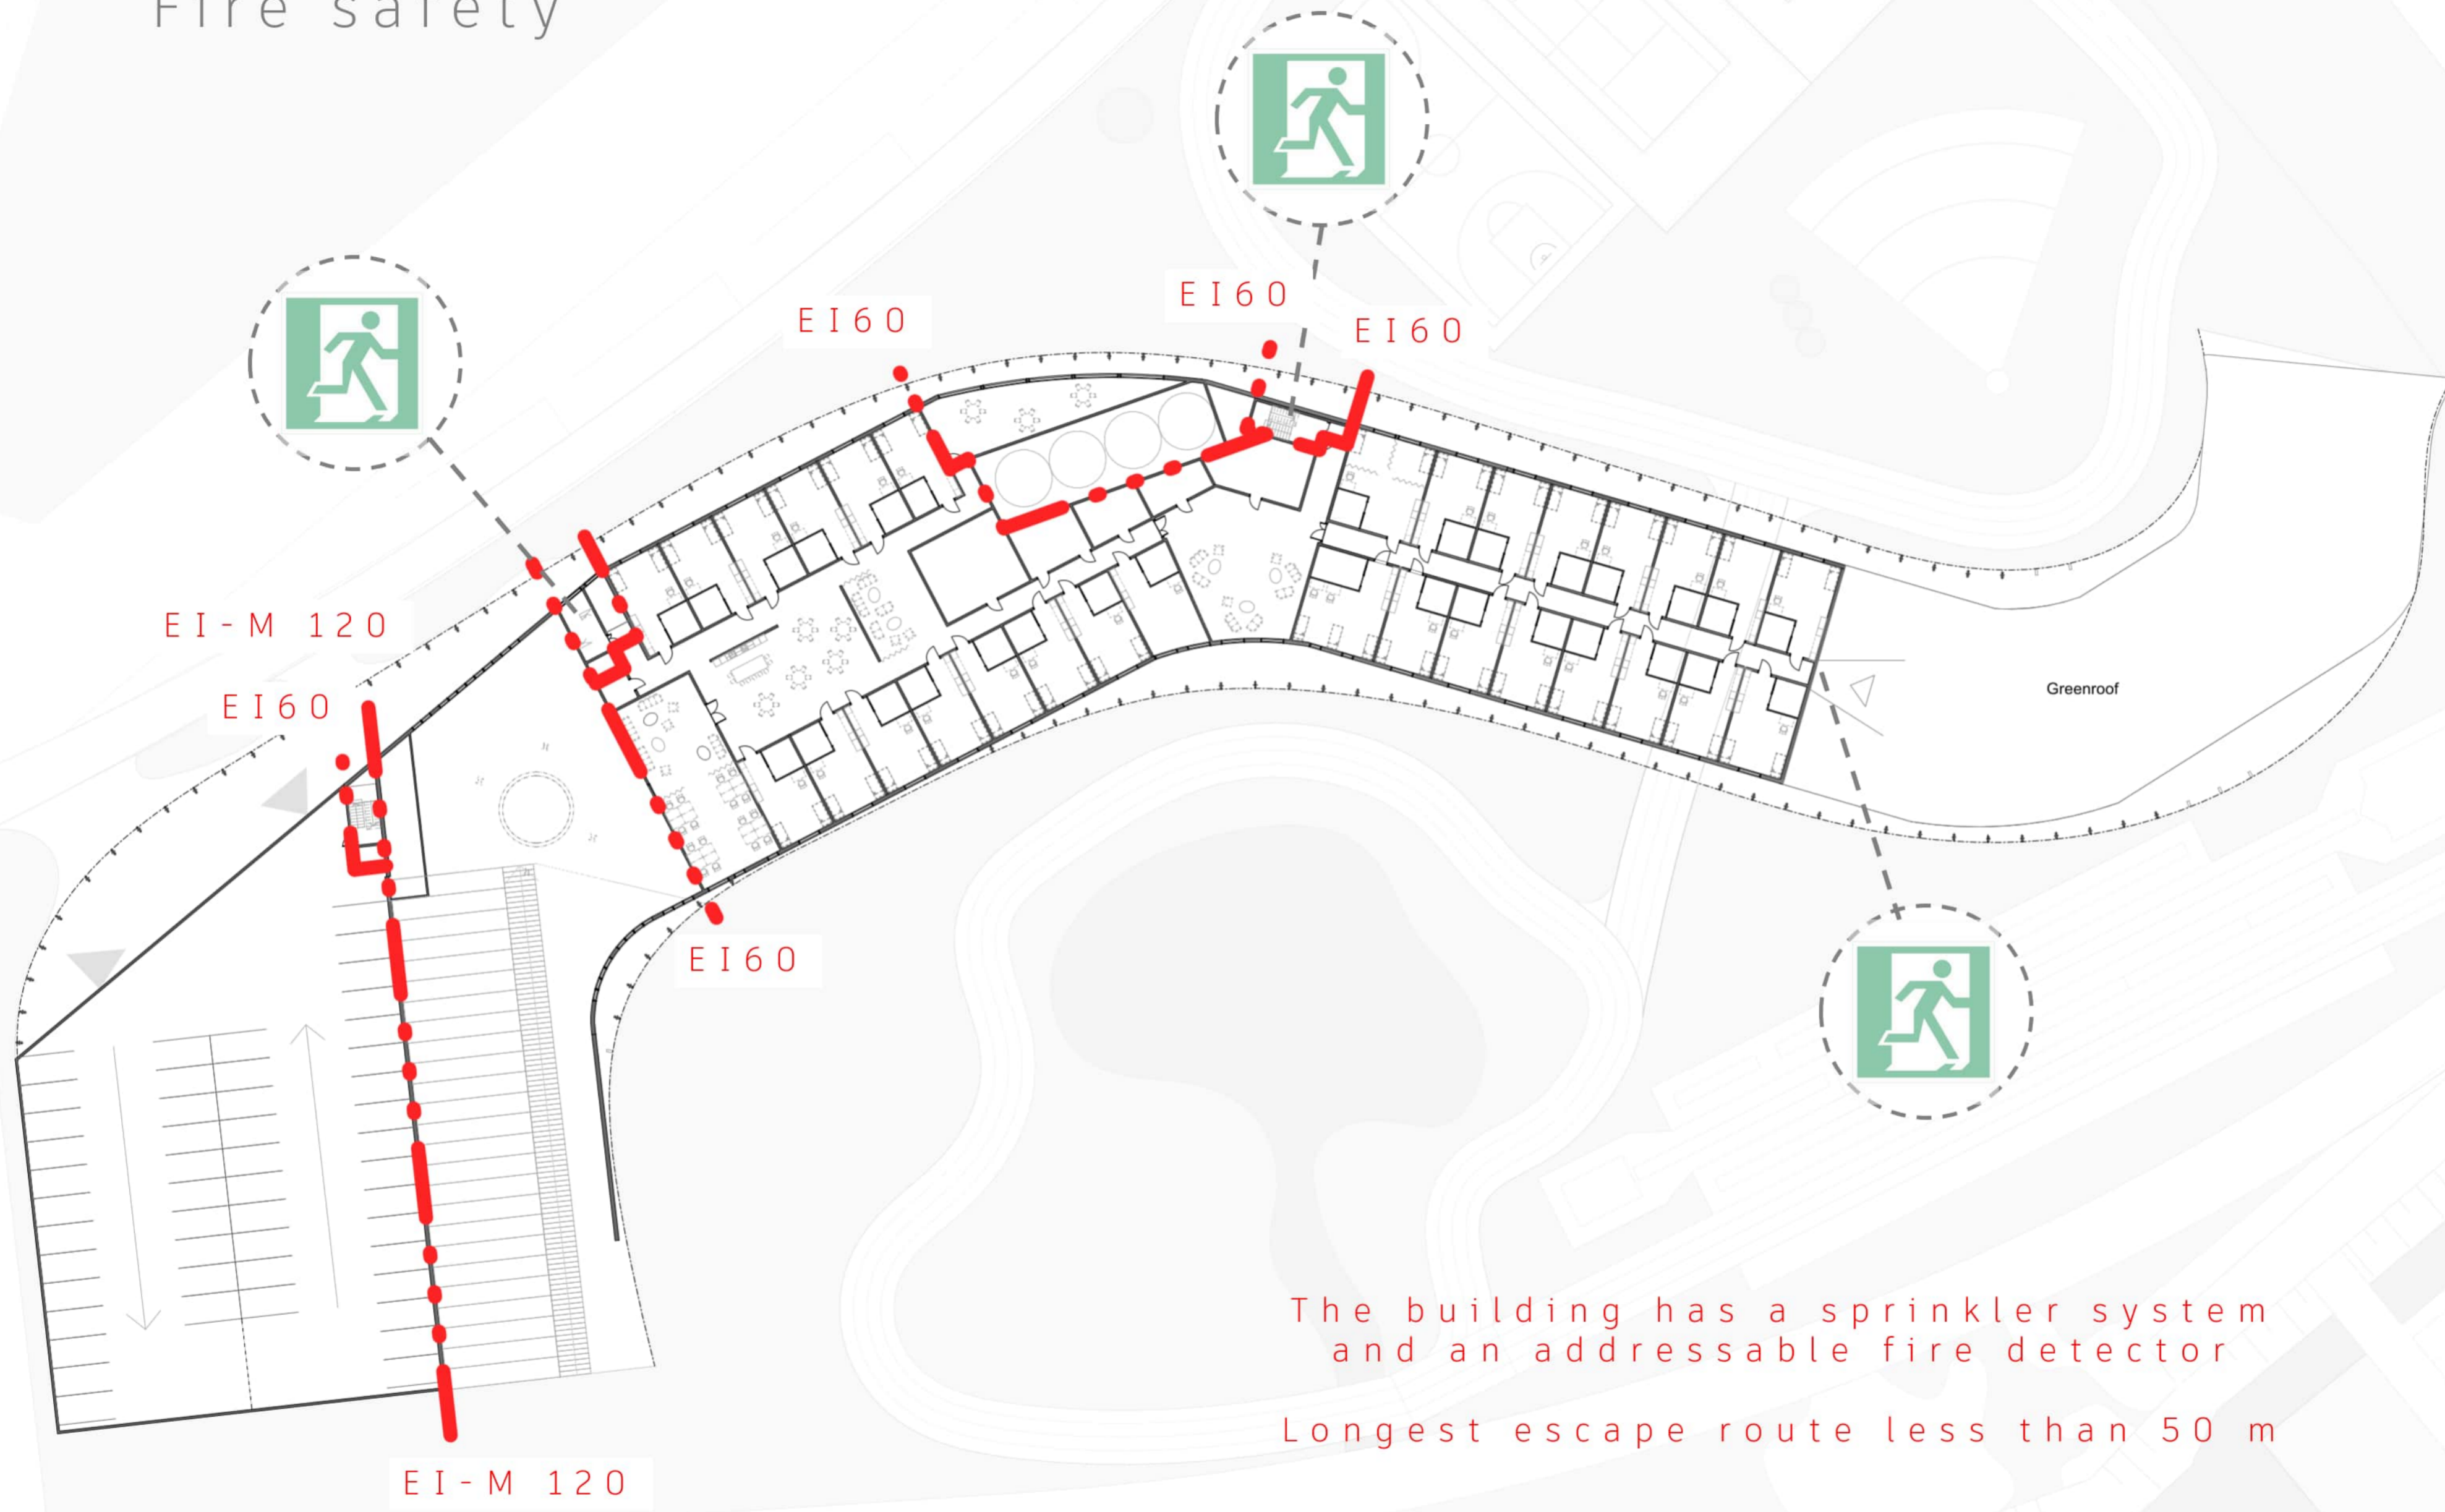 Fire safety
EI60
EI60
EI60
EI-M 120
EI60
Greenroof
EI60
The building has a sprinkler system
and an addressable fire detector
Longest escape route less than 50 m
EI-M 120